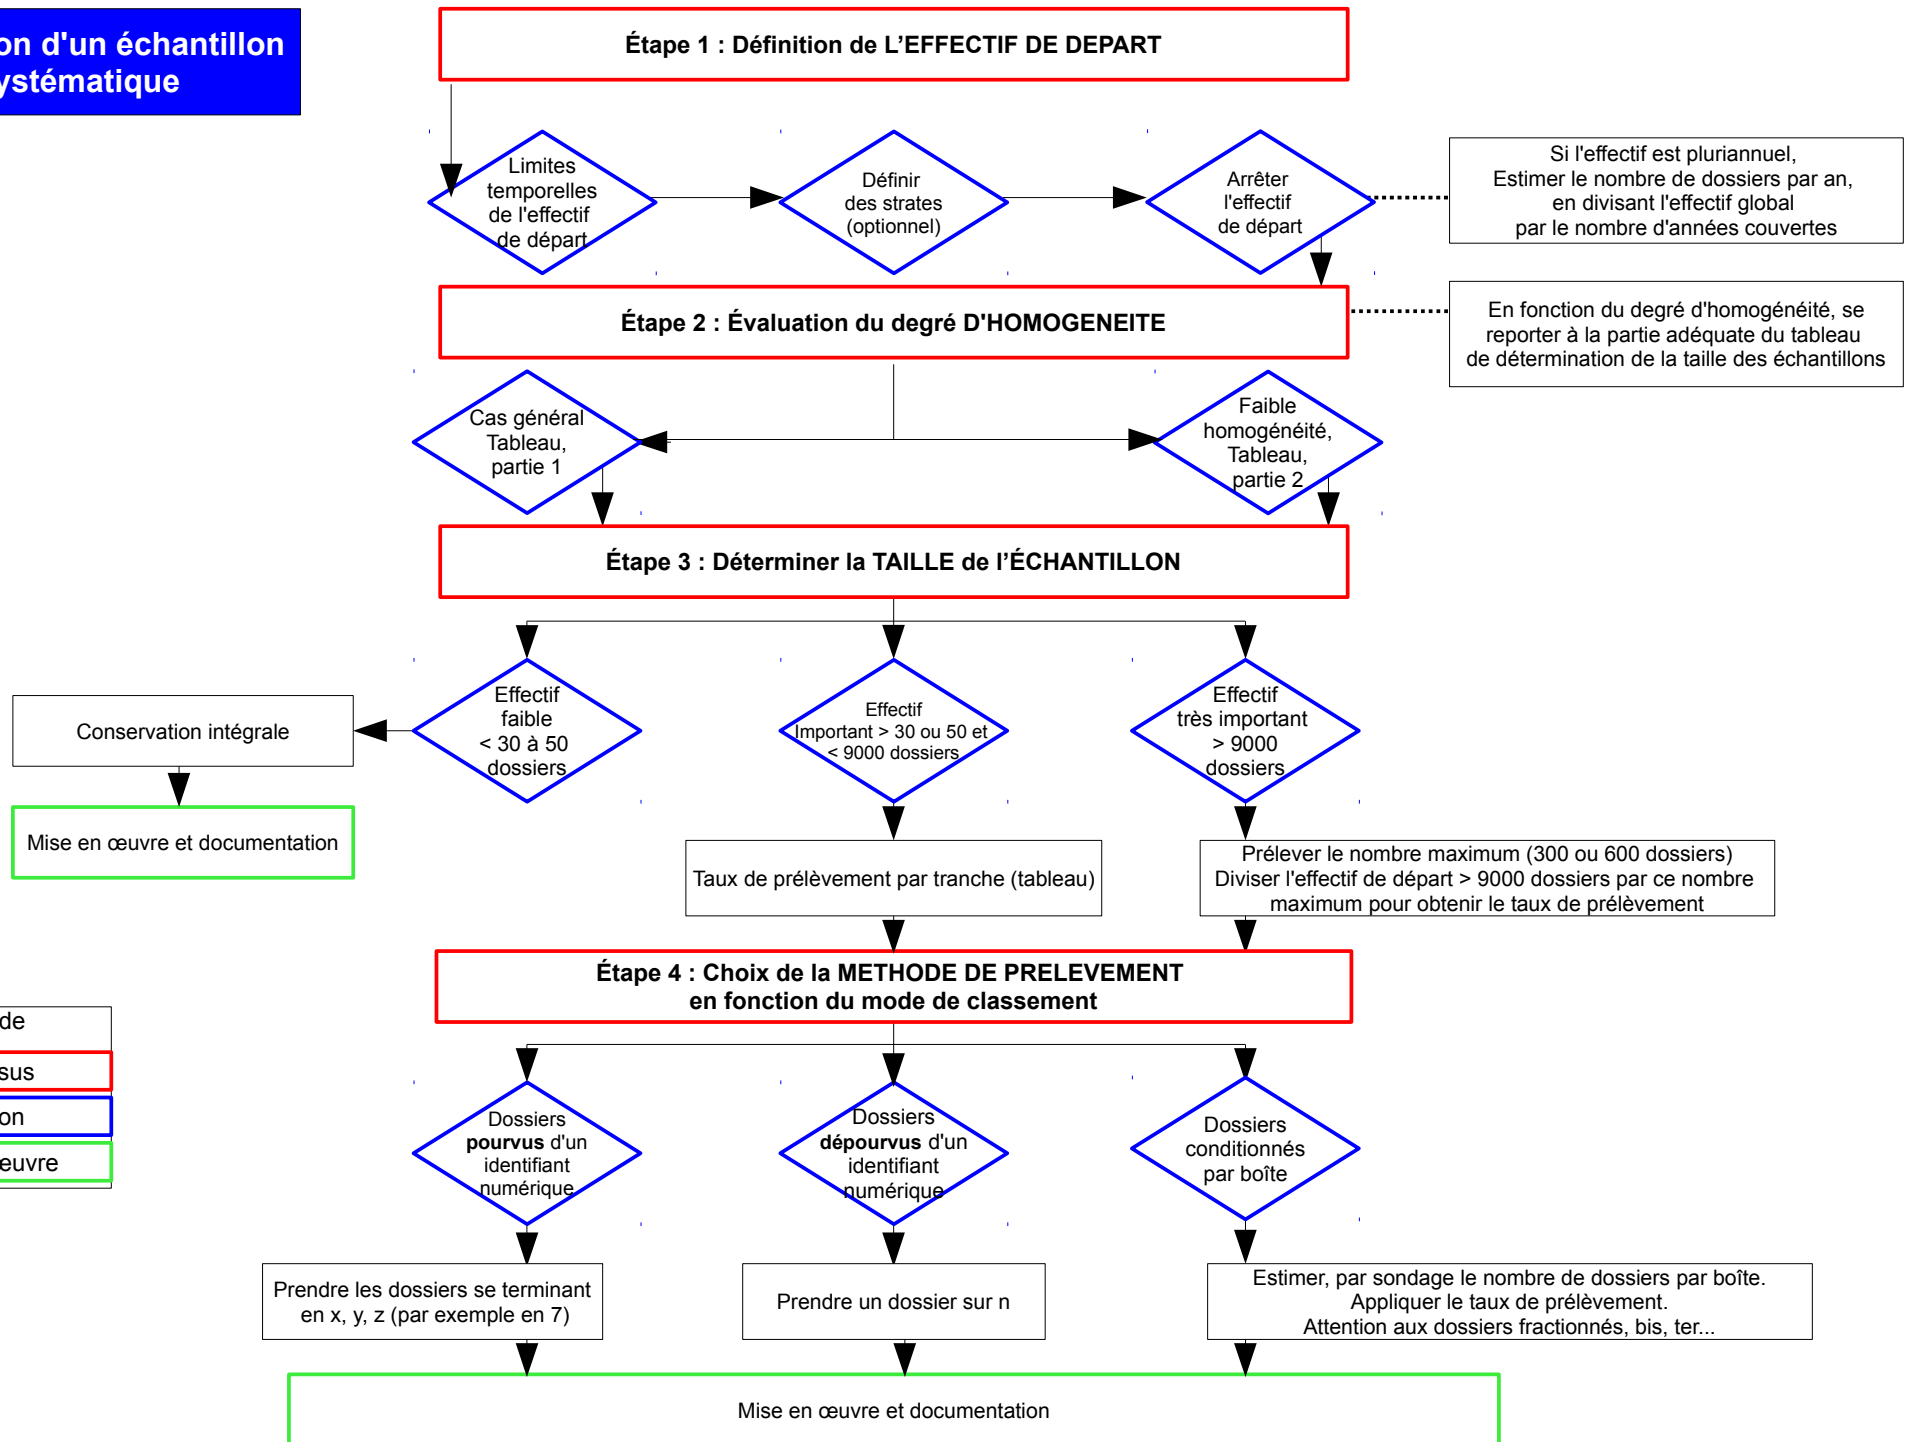 on d'un échantillon
ystématique
Étape 1 : Définition de L’EFFECTIF DE DEPART
Limites
temporelles
de l'effectif
de départ
Définir
des strates
(optionnel)
Arrêter
l'effectif
de départ
Si l'effectif est pluriannuel,
Estimer le nombre de dossiers par an,
en divisant l'effectif global
par le nombre d'années couvertes
Étape 2 : Évaluation du degré D'HOMOGENEITE
En fonction du degré d'homogénéité, se
reporter à la partie adéquate du tableau
de détermination de la taille des échantillons
Cas général
Tableau,
partie 1
Faible
homogénéité,
Tableau,
partie 2
Étape 3 : Déterminer la TAILLE de l’ÉCHANTILLON
Conservation intégrale
Effectif
faible
< 30 à 50
dossiers
Effectif
Important > 30 ou 50 et
< 9000 dossiers
Effectif
très important
> 9000
dossiers
Mise en œuvre et documentation
Taux de prélèvement par tranche (tableau)
Prélever le nombre maximum (300 ou 600 dossiers)
Diviser l'effectif de départ > 9000 dossiers par ce nombre
maximum pour obtenir le taux de prélèvement
Étape 4 : Choix de la METHODE DE PRELEVEMENT
en fonction du mode de classement
de
sus
on
euvre
Dossiers
pourvus d'un
identifiant
numérique
Dossiers
dépourvus d'un
identifiant
numérique
Dossiers
conditionnés
par boîte
Prendre les dossiers se terminant
en x, y, z (par exemple en 7)
Prendre un dossier sur n
Estimer, par sondage le nombre de dossiers par boîte.
Appliquer le taux de prélèvement.
Attention aux dossiers fractionnés, bis, ter...
Mise en œuvre et documentation